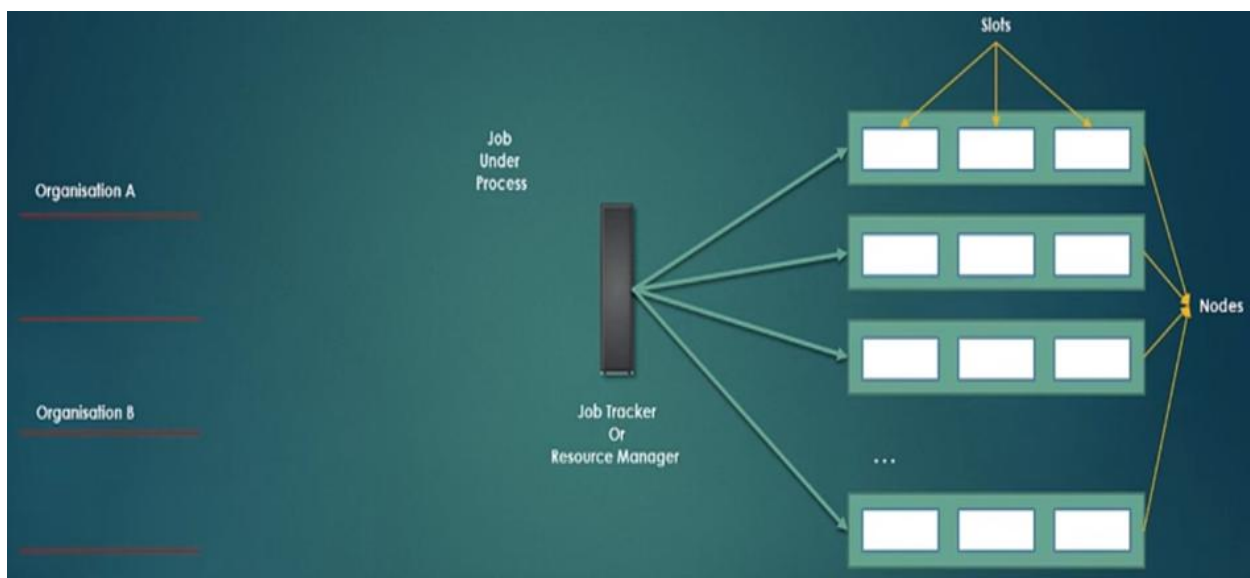 Slots
Job
Under
Process
Organisation A
Organisation B
Job Tracker
Or
Resource Manager
Nodes
...